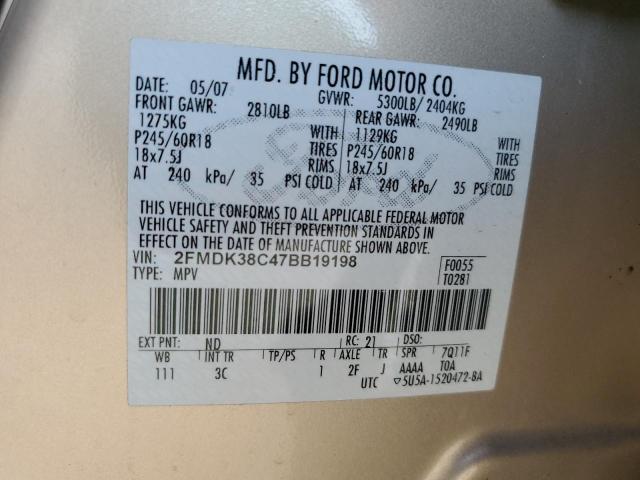 MFD. BY FORD MOTOR CO.
DATE: 05/07 GVWR: 5300LB/ 2404KG
FRONT GAWR: 2810LB REAR GAWR: 2490LB
1275KG WITH 1129KG WITH
P245/60R18 TIRES P245/60R18 TIRES
18x7.5J RIMS 18x7.5J RIMS
AT 240 kPa/ 35 PSI COLD AT 240 kPa/ 35 PSI COLD
THIS VEHICLE CONFORMS TO ALL APPLICABLE FEDERAL MOTOR
VEHICLE SAFETY AND THEFT PREVENTION STANDARDS IN
EFFECT ON THE DATE OF MANUFACTURE SHOWN ABOVE.
VIN: 2FMDK38C47BB19198 F0055
TYPE: MPV T0281
EXT PNT: ND RC: 21 DSO:
WB INT TR TP/PS R AXLE TR SPR 7Q11F
111 3C 1 2F J AAAA TOA
UTC ▽5U5A-1520472-BA